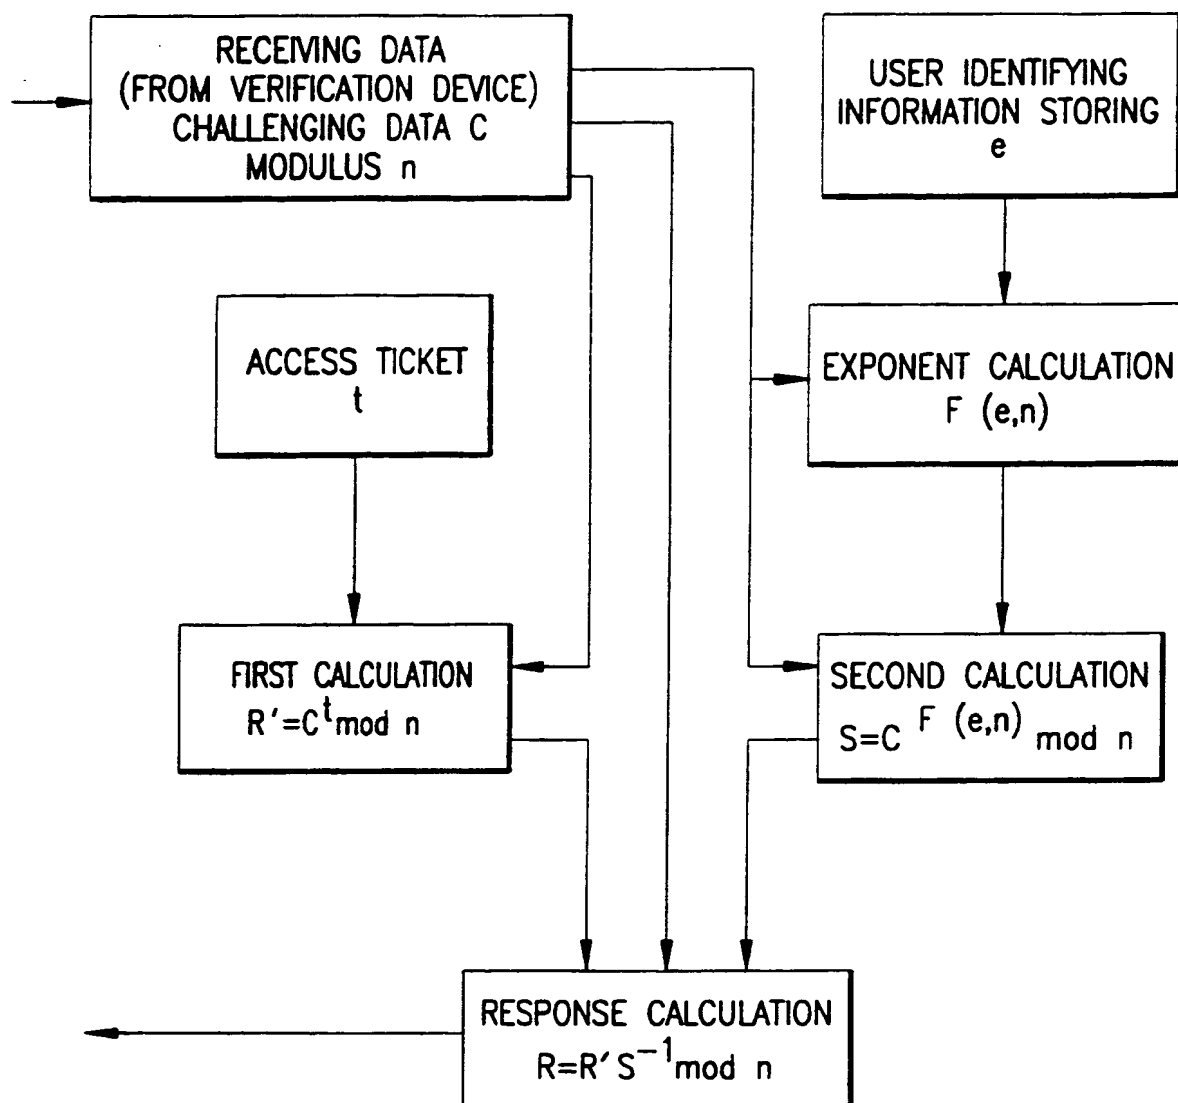 RECEIVING DATA
(FROM VERIFICATION DEVICE)
CHALLENGING DATA C
MODULUS n
USER IDENTIFYING
INFORMATION STORING
e
ACCESS TICKET
t
EXPONENT CALCULATION
F (e,n)
FIRST CALCULATION
R'=C^t mod n
SECOND CALCULATION
S=C^F (e,n) mod n
RESPONSE CALCULATION
R=R'S^-1 mod n